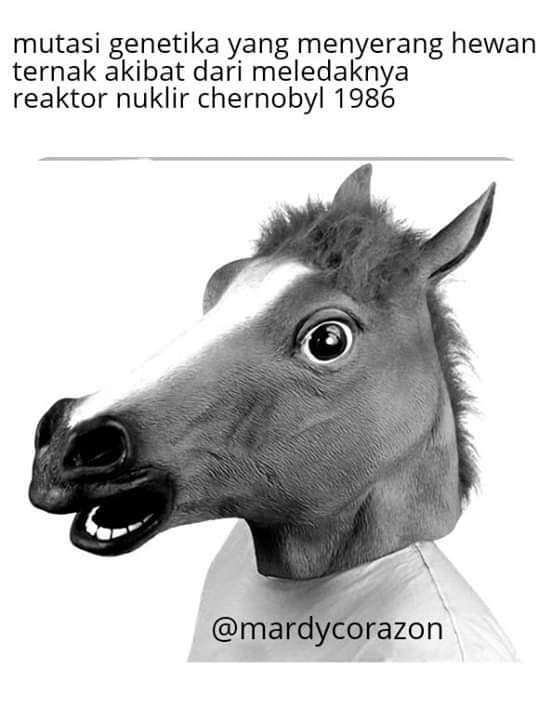 mutasi genetika yang menyerang hewan
ternak akibat dari meledaknya
reaktor nuklir chernobyl 1986
@mardycorazon